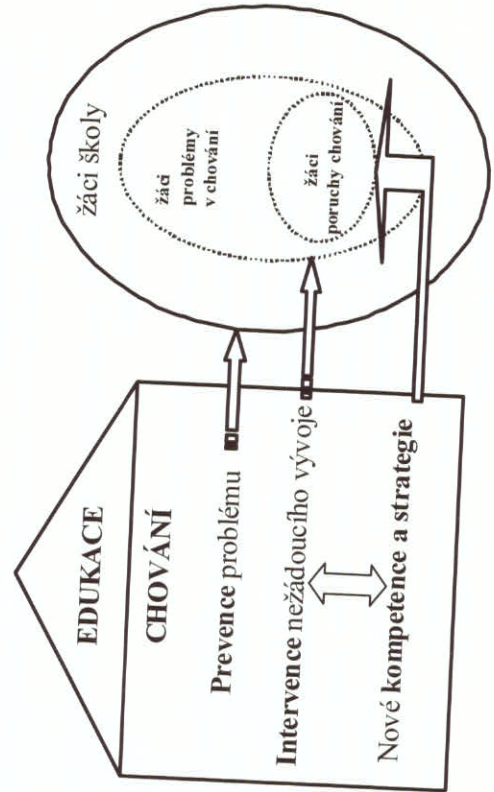 EDUKACE
CHOVÁNÍ
Prevence problému
Intervence nežádoucího vývoje
Nové kompetence a strategie
žáci školy
žáci
problémy
v chování
žáci
poruchy chování